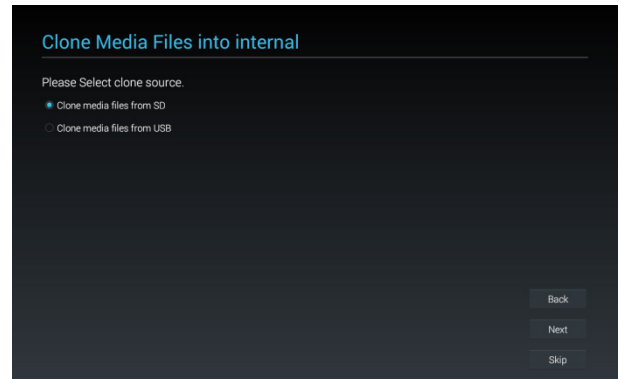 Clone Media Files into internal
Please Select clone source.
Clone media files from SD
Clone media files from USB
Back
Next
Skip